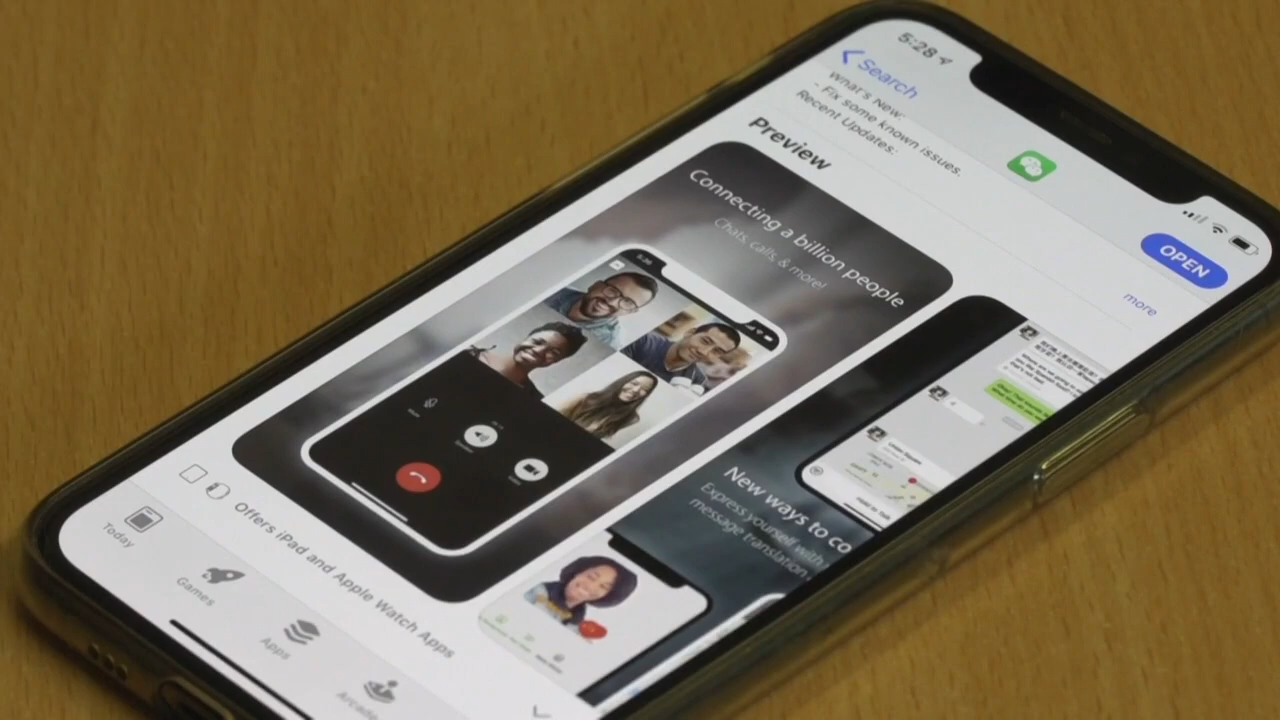 5:28
Search
What's New:
- Fix some known issues.
Recent Updates:
OPEN
more
Preview
Connecting a billion people
Chats, calls, & more!
New ways to co
Express yourself with
message translation
Offers iPad and Apple Watch Apps
Today
Games
Apps
Arcade